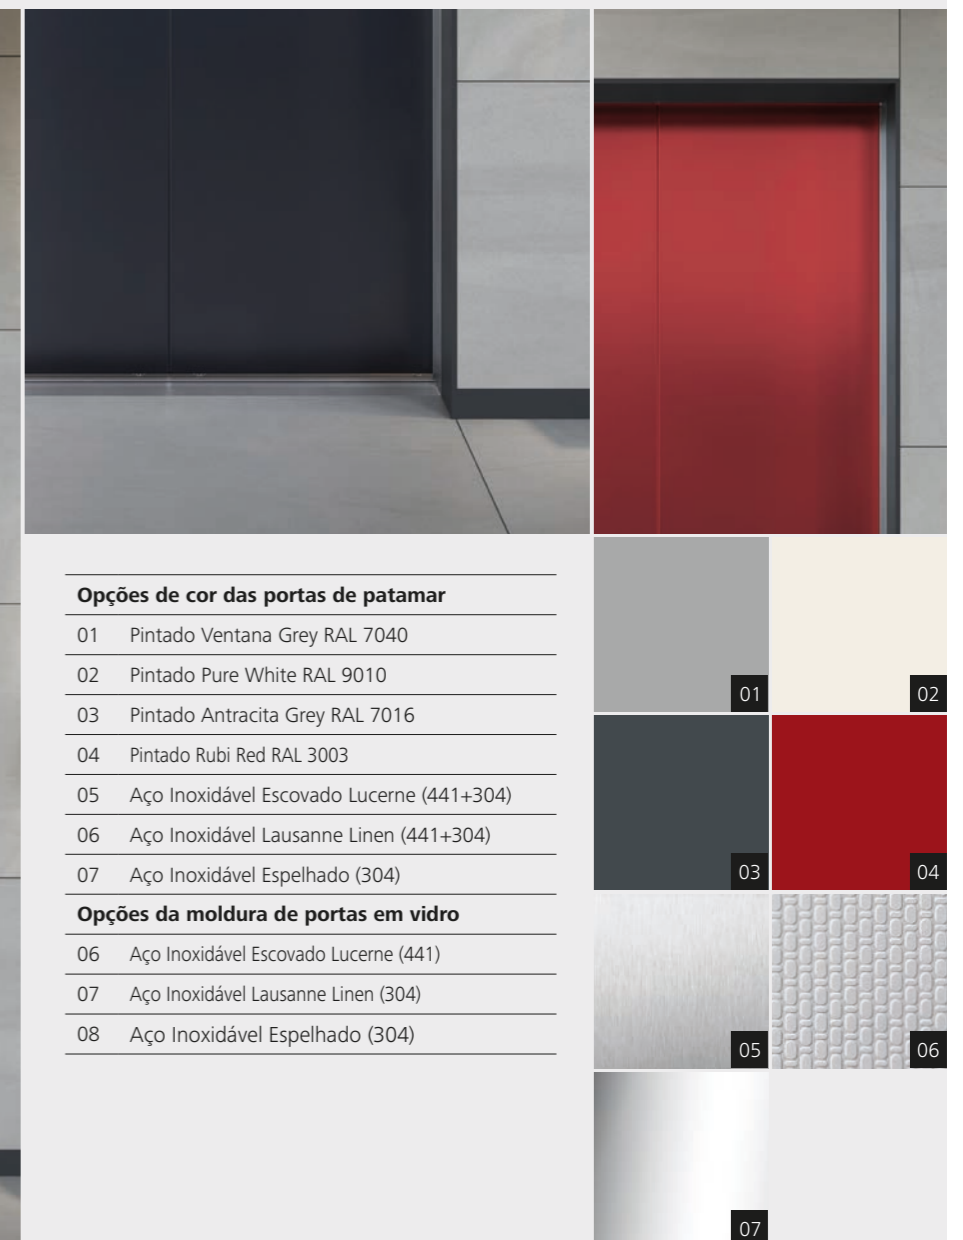 Opções de cor das portas de patamar
01 Pintado Ventana Grey RAL 7040
02 Pintado Pure White RAL 9010
03 Pintado Antracita Grey RAL 7016
04 Pintado Rubi Red RAL 3003
05 Aço Inoxidável Escovado Lucerne (441+304)
06 Aço Inoxidável Lausanne Linen (441+304)
07 Aço Inoxidável Espelhado (304)
Opções da moldura de portas em vidro
06 Aço Inoxidável Escovado Lucerne (441)
07 Aço Inoxidável Lausanne Linen (304)
08 Aço Inoxidável Espelhado (304)
01
02
03
04
05
06
07